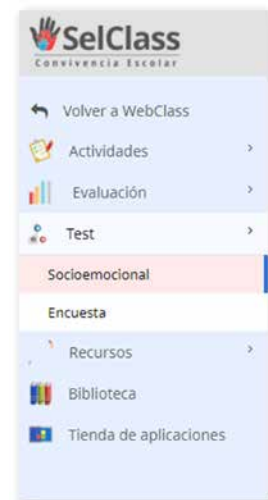 SelClass
Convivencia Escolar
Volver a WebClass
Actividades
Evaluación
Test
Socioemocional
Encuesta
Recursos
Biblioteca
Tienda de aplicaciones